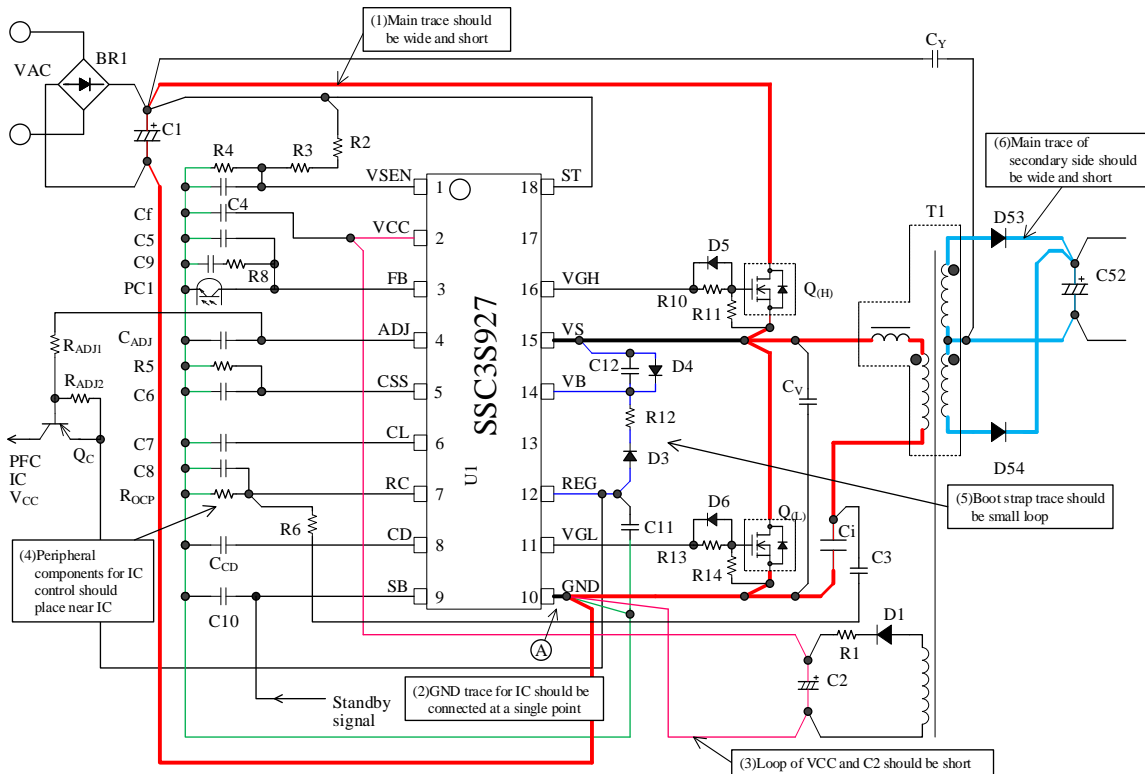 (1)Main trace should
be wide and short
VAC
BR1
C1
CY
R2
R4
R3
VSEN
1
18
ST
C4
Cf
VCC
2
17
C5
C9
R8
PC1
FB
3
16
VGH
D5
R10
R11
Q(H)
(6)Main trace of
secondary side should
be wide and short
T1
D53
C52
CADJ
ADJ
4
15
VS
RADJ1
R5
C12
D4
CSS
5
14
VB
C6
RADJ2
CV
R12
SSC3S927
C7
CL
6
13
D3
D54
QC
PFC
IC
VCC
C8
ROCP
RC
7
12
REG
U1
(5)Boot strap trace should
be small loop
R6
C11
D6
Q(L)
(4)Peripheral
components for IC
control should
place near IC
CCD
CD
8
11
VGL
R13
R14
Ci
C3
C10
SB
9
10
GND
A
D1
R1
C2
Standby
signal
(2)GND trace for IC should be
connected at a single point
(3)Loop of VCC and C2 should be short